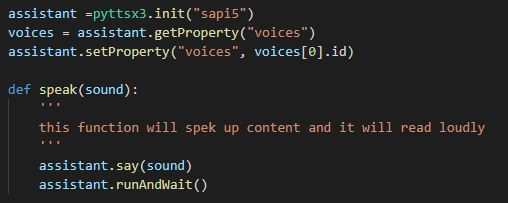 assistant =pyttsx3.init("sapi5")
voices = assistant.getProperty("voices")
assistant.setProperty("voices", voices[0].id)

def speak(sound):
    '''
    this function will spek up content and it will read loudly
    '''
    assistant.say(sound)
    assistant.runAndWait()